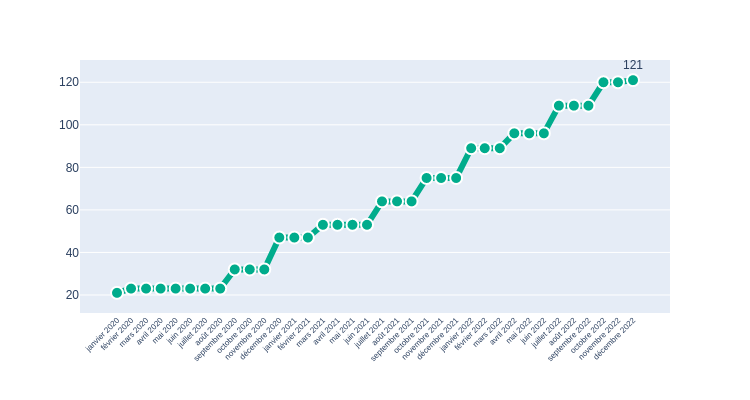 121
120
100
80
60
40
20
janvier 2020
février 2020
mars 2020
avril 2020
mai 2020
juin 2020
juillet 2020
août 2020
septembre 2020
octobre 2020
novembre 2020
décembre 2020
janvier 2021
février 2021
mars 2021
avril 2021
mai 2021
juin 2021
juillet 2021
août 2021
septembre 2021
octobre 2021
novembre 2021
décembre 2021
janvier 2022
février 2022
mars 2022
avril 2022
mai 2022
juin 2022
juillet 2022
août 2022
septembre 2022
octobre 2022
novembre 2022
décembre 2022